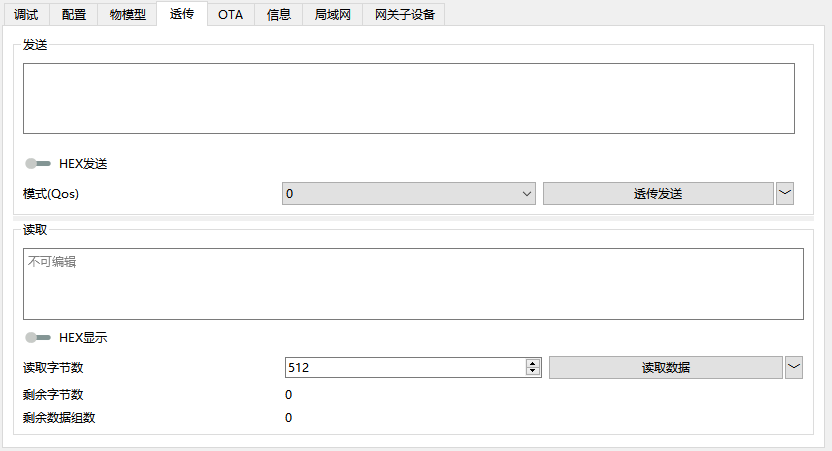 调试 配置 物模型 透传 OTA 信息 局域网 网关子设备
发送
HEX发送
模式(Qos) 0 透传发送
读取
不可编辑
HEX显示
读取字节数 512 读取数据
剩余字节数 0
剩余数据组数 0